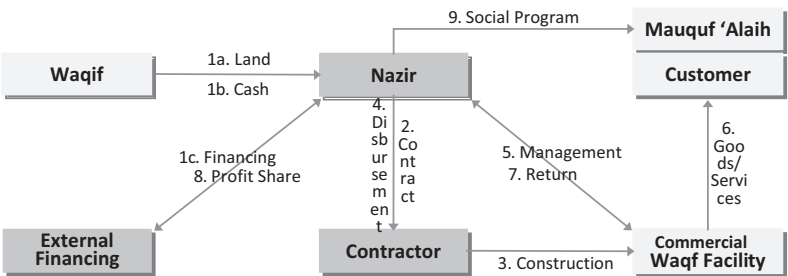 9. Social Program
Mauquf ‘Alaih
Waqif
1a. Land
1b. Cash
Nazir
Customer
4.
Di
sb
ur
se
m
en
t
2.
Co
nt
ra
ct
1c. Financing
8. Profit Share
5. Management
7. Return
6.
Goo
ds/
Servi
ces
External
Financing
Contractor
3. Construction
Commercial
Waqf Facility